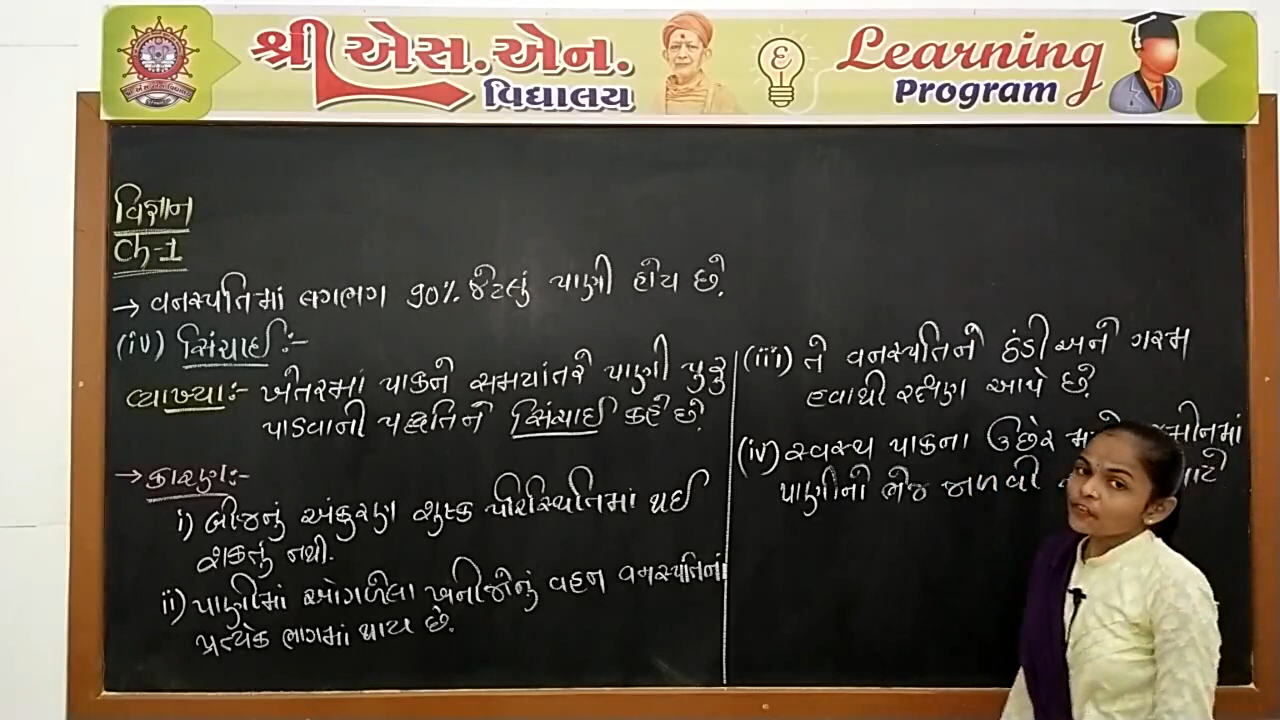 શ્રી એસ. એન.
વિદ્યાલય
Learning
Program
વિજ્ઞાન
Ch-1
→ વનસ્પતિમાં લગભગ 90% જેટલું પાણી હોય છે.
(iv) સિંચાઈ:-
વ્યાખ્યા:- ખેતરમાં પાકને સમયાંતરે પાણી પુરુ
પાડવાની પદ્ધતિને સિંચાઈ કહે છે.
→ કારણ:-
i) બીજનું અંકુરણ શુષ્ક પરિસ્થિતિમાં થઈ
શકતું નથી.
ii) પાણીમાં ઓગળેલા ખનીજોનું વહન વનસ્પતિનાં
પ્રત્યેક ભાગમાં થાય છે.
(iii) તે વનસ્પતિને ઠંડી અને ગરમ
હવાથી રક્ષણ આપે છે.
(iv) સ્વસ્થ પાકના ઉછેર જમીનમાં
પાણીનો ભેજ જાળવી